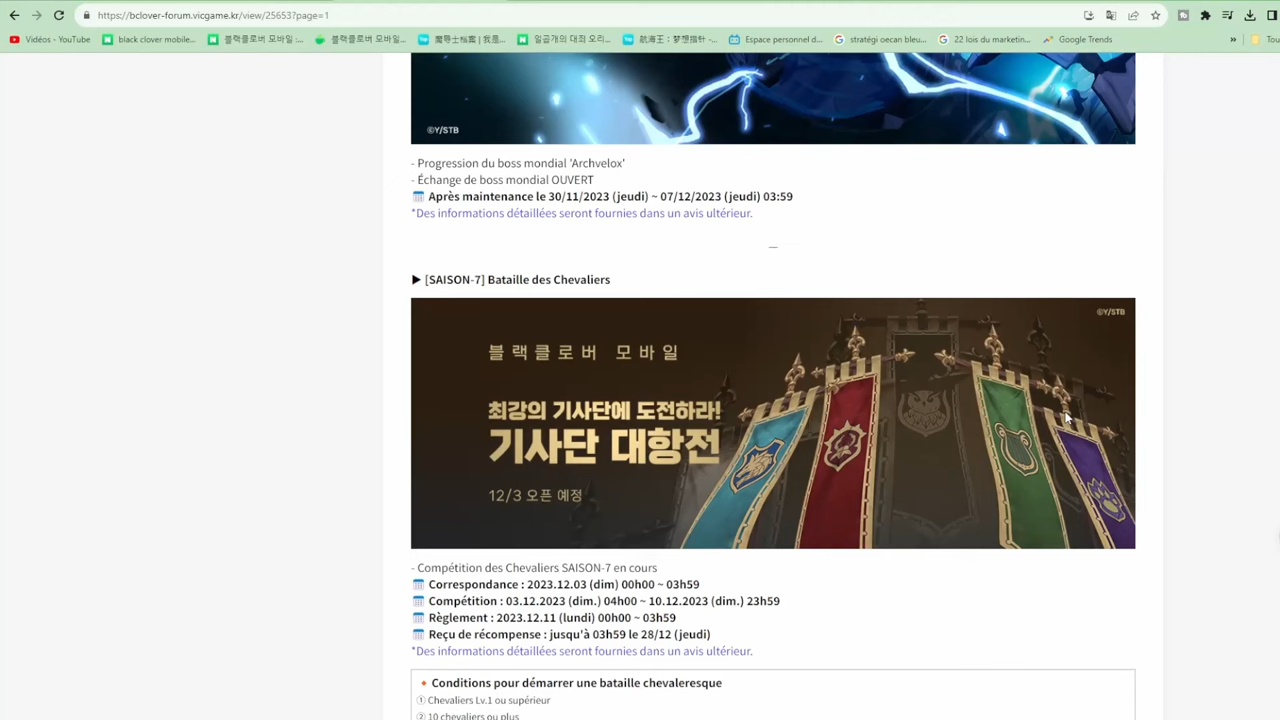 https://bclover-forum.vicgame.kr/view/25653?page=1
Vidéos - YouTube
black clover mobile...
블랙클로버 모바일 :...
블랙클로버 모바일...
魔导士档案 | 我是...
일곱개의 대죄 오리...
航海王：梦想指针 -...
Espace personnel d...
stratégi oecan bleu...
22 lois du marketin...
Google Trends
»
Tou
©Y/STB
- Progression du boss mondial 'Archvelox'
- Échange de boss mondial OUVERT
Après maintenance le 30/11/2023 (jeudi) ~ 07/12/2023 (jeudi) 03:59
*Des informations détaillées seront fournies dans un avis ultérieur.
—
▶ [SAISON-7] Bataille des Chevaliers
©Y/STB
블랙클로버 모바일
최강의 기사단에 도전하라!
기사단 대항전
12/3 오픈 예정
- Compétition des Chevaliers SAISON-7 en cours
Correspondance : 2023.12.03 (dim) 00h00 ~ 03h59
Compétition : 03.12.2023 (dim.) 04h00 ~ 10.12.2023 (dim.) 23h59
Règlement : 2023.12.11 (lundi) 00h00 ~ 03h59
Reçu de récompense : jusqu'à 03h59 le 28/12 (jeudi)
*Des informations détaillées seront fournies dans un avis ultérieur.
Conditions pour démarrer une bataille chevaleresque
① Chevaliers Lv.1 ou supérieur
② 10 chevaliers ou plus